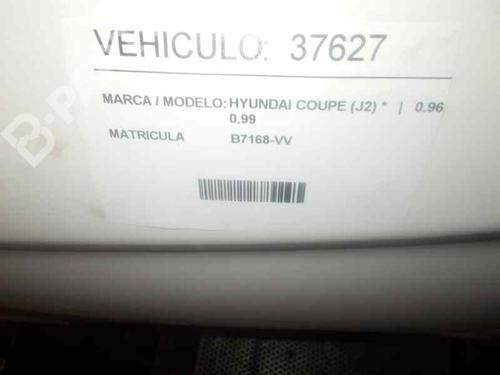 VEHICULO: 37627
MARCA / MODELO: HYUNDAI COUPE (J2) * | 0.96
0.99
MATRICULA B7168-VV